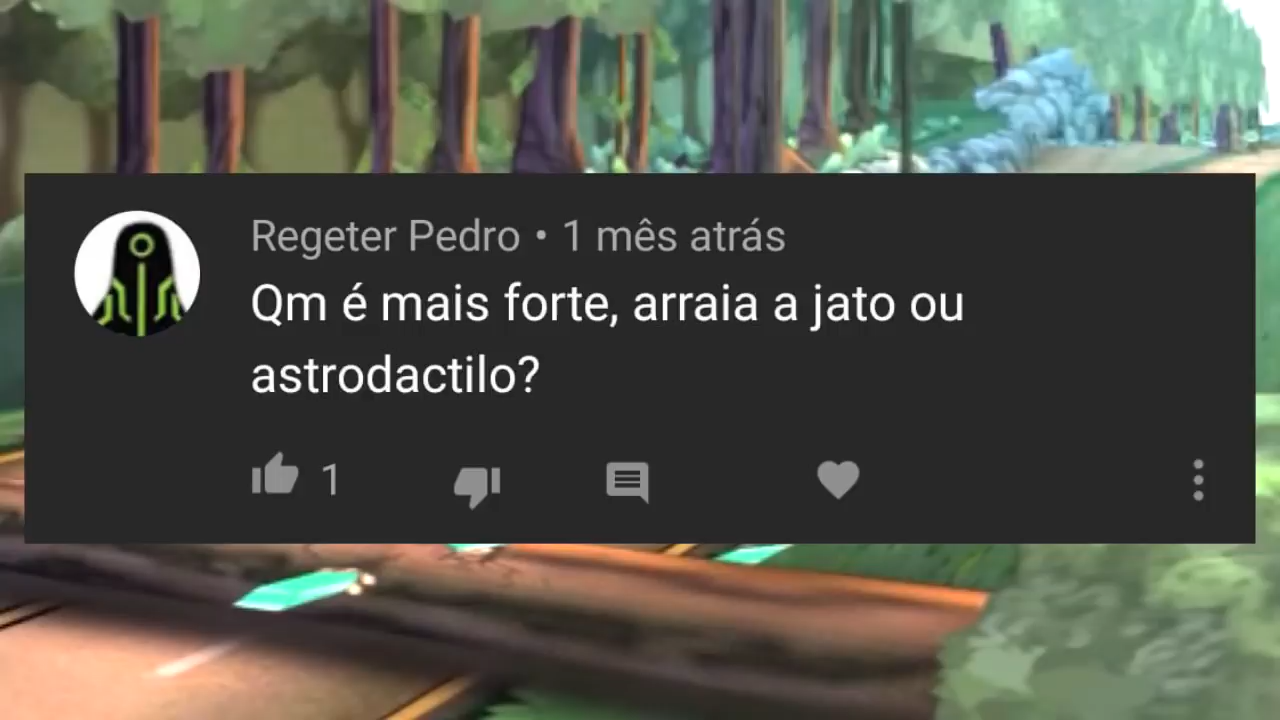 Regeter Pedro • 1 mês atrás
Qm é mais forte, arraia a jato ou
astrodactilo?
1